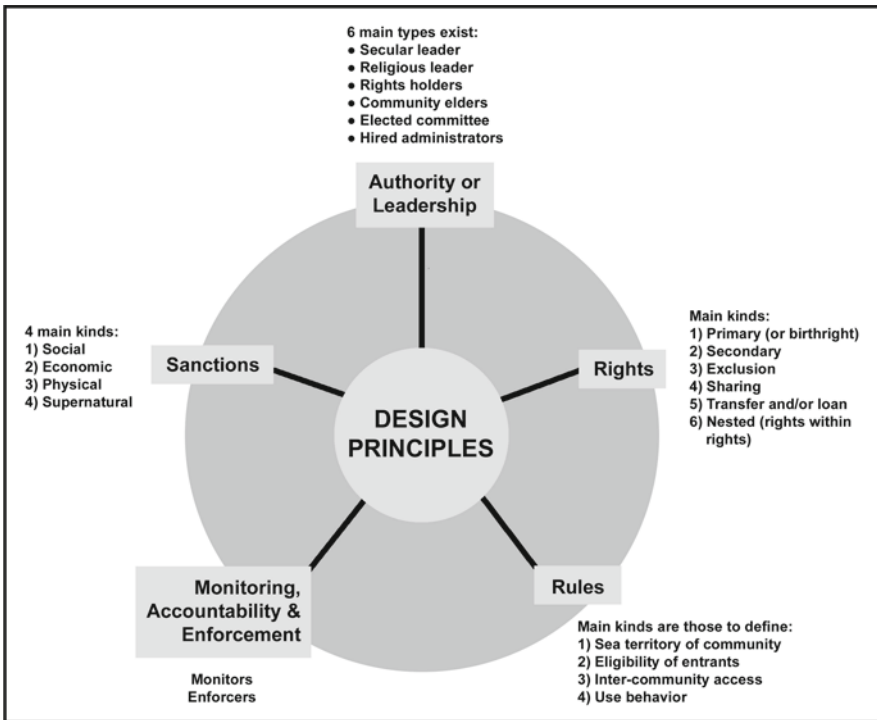 6 main types exist:
● Secular leader
● Religious leader
● Rights holders
● Community elders
● Elected committee
● Hired administrators
Authority or
Leadership
4 main kinds:
1) Social
2) Economic
3) Physical
4) Supernatural
Sanctions
Main kinds:
1) Primary (or birthright)
2) Secondary
3) Exclusion
4) Sharing
5) Transfer and/or loan
6) Nested (rights within
rights)
Rights
DESIGN
PRINCIPLES
Monitoring,
Accountability &
Enforcement
Monitors
Enforcers
Rules
Main kinds are those to define:
1) Sea territory of community
2) Eligibility of entrants
3) Inter-community access
4) Use behavior